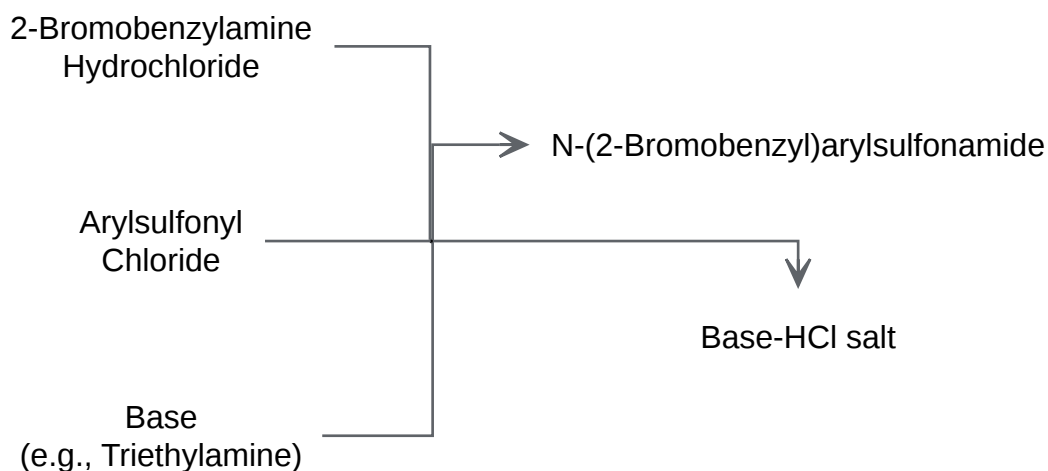 2-Bromobenzylamine
Hydrochloride
N-(2-Bromobenzyl)arylsulfonamide
Arylsulfonyl
Chloride
Base-HCl salt
Base
(e.g., Triethylamine)